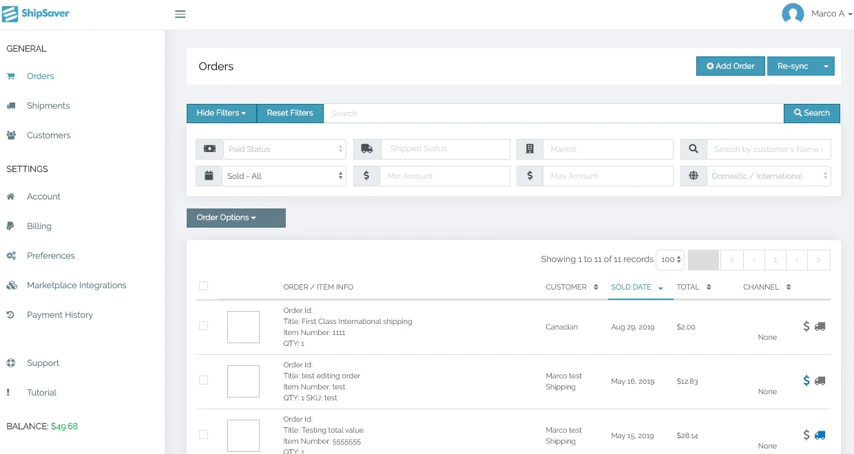 ShipSaver
Marco A
GENERAL
Orders
Shipments
Customers
SETTINGS
Account
Billing
Preferences
Marketplace Integrations
Payment History
Support
Tutorial
BALANCE: $49.68
Orders
Add Order
Re-sync
Hide Filters
Reset Filters
Search
Search
Paid Status
Shipped Status
Market
Search by customer's Name
Sold - All
$ Min Amount
$ Max Amount
Domestic / International
Order Options
Showing 1 to 11 of 11 records 100
« ‹ 1 › »
ORDER / ITEM INFO CUSTOMER SOLD DATE TOTAL CHANNEL
Order Id:
Title: First Class International shipping
Item Number: 1111
QTY: 1
Canadian
Aug 29, 2019
$2.00
None
$
Order Id:
Title: test editing order
Item Number: test
QTY: 1 SKU: test
Marco test
Shipping
May 16, 2019
$12.83
None
$
Order Id:
Title: Testing total value
Item Number: 5555555
QTY: 1
Marco test
Shipping
May 15, 2019
$28.14
None
$